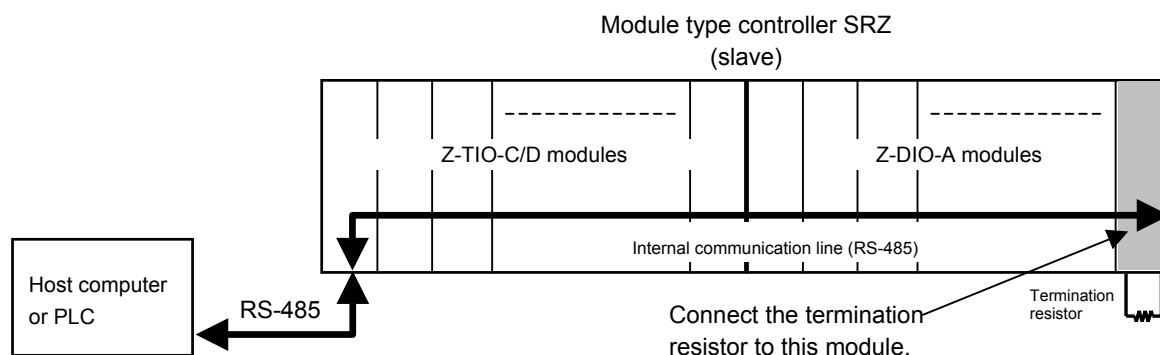 Module type controller SRZ
(slave)
Z-TIO-C/D modules
Z-DIO-A modules
Internal communication line (RS-485)
Host computer
or PLC
RS-485
Termination
resistor
Connect the termination
resistor to this module.